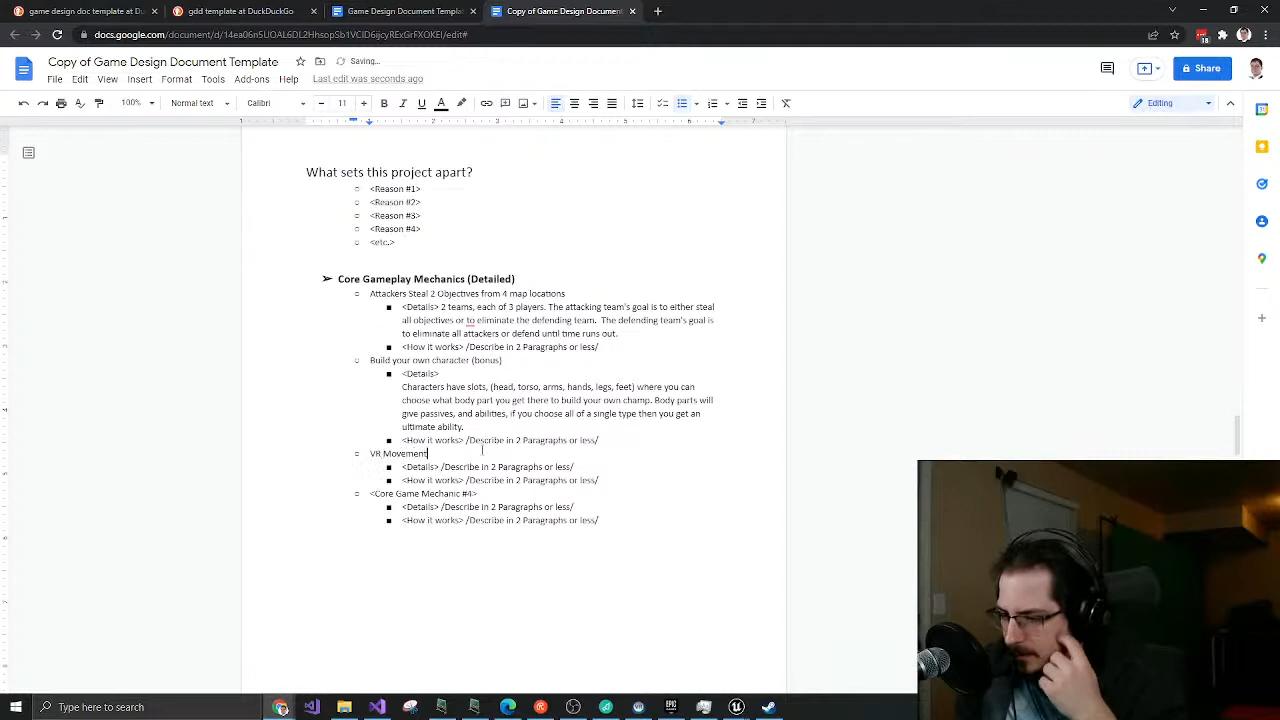 game design doc template at Du
gdd template at DuckDuckGo
Game Design Document Template
Copy of Game Design Document
docs.google.com/document/d/
Copy of Game Design Document Template
Saving...
File Edit View Insert Format Tools Add-ons Help Last edit was seconds ago
Share
100% Normal text Calibri 11 Editing
What sets this project apart?
<Reason #1>
<Reason #2>
<Reason #3>
<Reason #4>
<etc.>
Core Gameplay Mechanics (Detailed)
Attackers Steal 2 Objectives from 4 map locations
<Details> 2 teams, each of 3 players. The attacking team's goal is to either steal
all objectives or to eliminate the defending team. The defending team's goal is
to eliminate all attackers or defend until time runs out.
<How it works> /Describe in 2 Paragraphs or less/
Build your own character (bonus)
<Details>
Characters have slots, (head, torso, arms, hands, legs, feet) where you can
choose what body part you get there to build your own champ. Body parts will
give passives, and abilities, if you choose all of a single type then you get an
ultimate ability.
<How it works> /Describe in 2 Paragraphs or less/
VR Movement
<Details> /Describe in 2 Paragraphs or less/
<How it works> /Describe in 2 Paragraphs or less/
<Core Game Mechanic #4>
<Details> /Describe in 2 Paragraphs or less/
<How it works> /Describe in 2 Paragraphs or less/
Type here to search